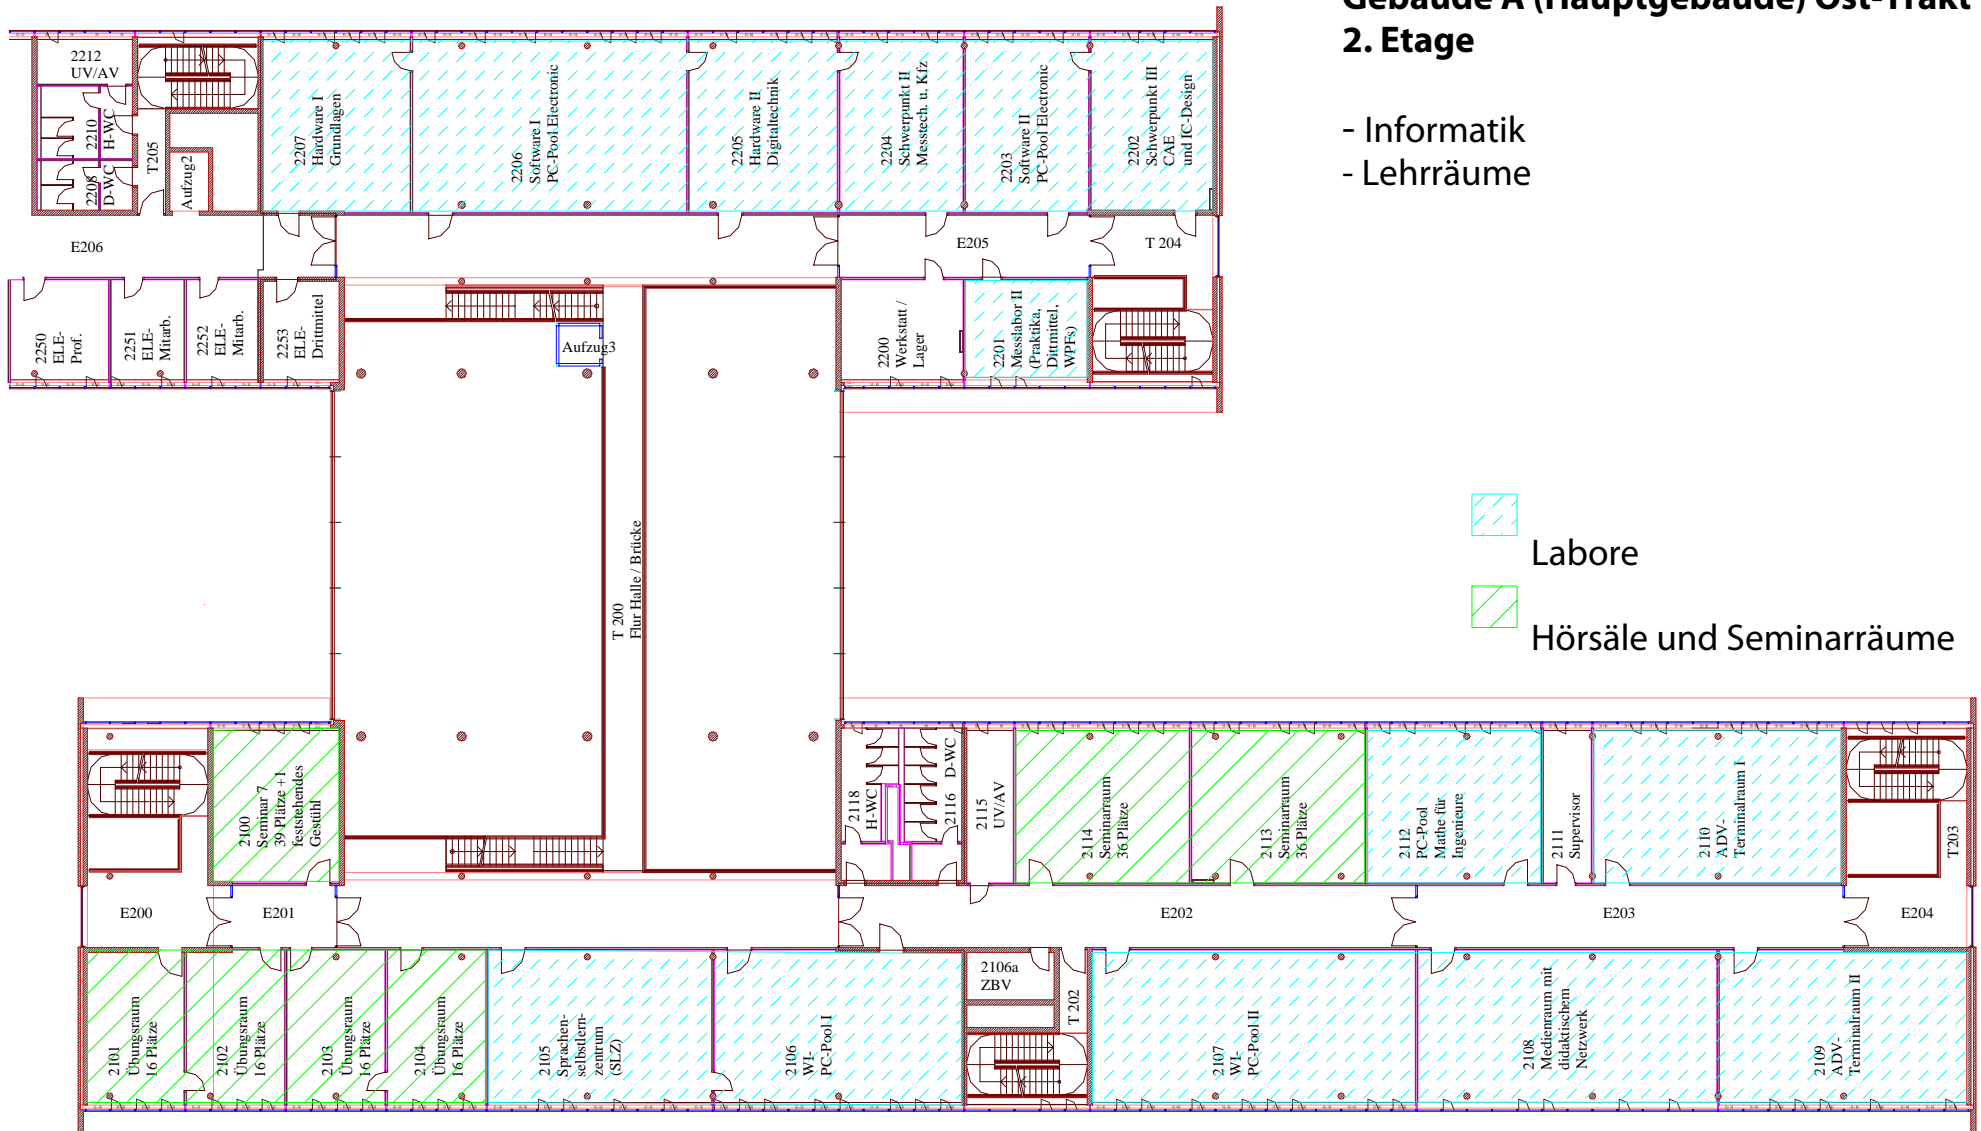 Gebäude A (Hauptgebäude) Ost-Trakt
2. Etage
- Informatik
- Lehrräume
Labore
Hörsäle und Seminarräume
2212
UV/AV
2210
H-WC
2208
D-WC
T205
Aufzug2
2207
Hardware I
Grundlagen
2206
Software I
PC-Pool Electronic
2205
Hardware II
Digitaltechnik
2204
Schwerpunkt II
Messtech. u. Kfz
2203
Software II
PC-Pool Electronic
2202
Schwerpunkt III
CAE
und IC-Design
E206
E205
T 204
2250
ELE-
Prof.
2251
ELE-
Mitarb.
2252
ELE-
Mitarb.
2253
ELE-
Drittmittel
Aufzug3
2200
Werkstatt /
Lager
2201
Messlabor II
(Praktika,
Dittmittel,
WPFs)
T 200
Flur Halle / Brücke
2100
Seminar 7
39 Plätze +1
feststehendes
Gestühl
2118
H-WC
2116
D-WC
2115
UV/AV
2114
Seminarraum
36 Plätze
2113
Seminarraum
36 Plätze
2112
PC-Pool
Mathe für
Ingenieure
2111
Supervisor
2110
ADV-
Terminalraum I
T203
E200
E201
E202
E203
E204
2101
Übungsraum
16 Plätze
2102
Übungsraum
16 Plätze
2103
Übungsraum
16 Plätze
2104
Übungsraum
16 Plätze
2105
Sprachen-
selbstlern-
zentrum
(SLZ)
2106
WI-
PC-Pool I
2106a
ZBV
T 202
2107
WI-
PC-Pool II
2108
Medienraum mit
didaktischem
Netzwerk
2109
ADV-
Terminalraum II